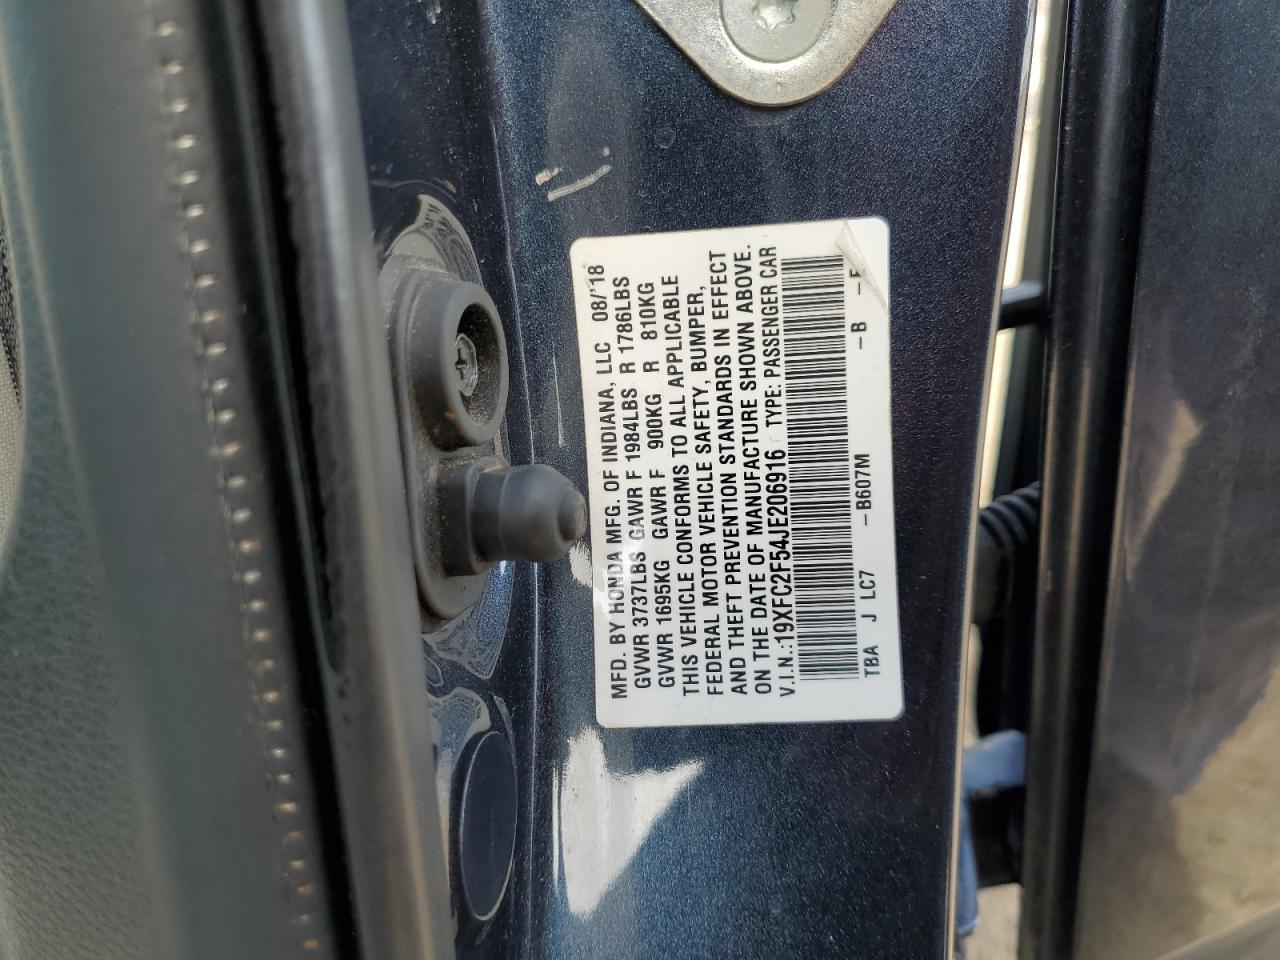 MFD. BY HONDA MFG. OF INDIANA, LLC 08/'18
GVWR 3737LBS GAWR F 1984LBS R 1786LBS
GVWR 1695KG GAWR F 900KG R 810KG
THIS VEHICLE CONFORMS TO ALL APPLICABLE
FEDERAL MOTOR VEHICLE SAFETY, BUMPER,
AND THEFT PREVENTION STANDARDS IN EFFECT
ON THE DATE OF MANUFACTURE SHOWN ABOVE.
V.I.N.:19XFC2F54JE206916 TYPE: PASSENGER CAR
TBA J LC7 -B607M -B